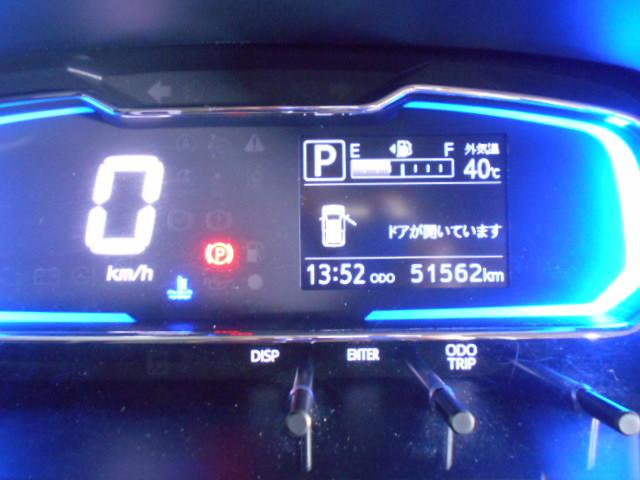 0
km/h
P
P E F 外気温
40℃
ドアが開いています
13:52 ODO 51562km
DISP ENTER ODO TRIP